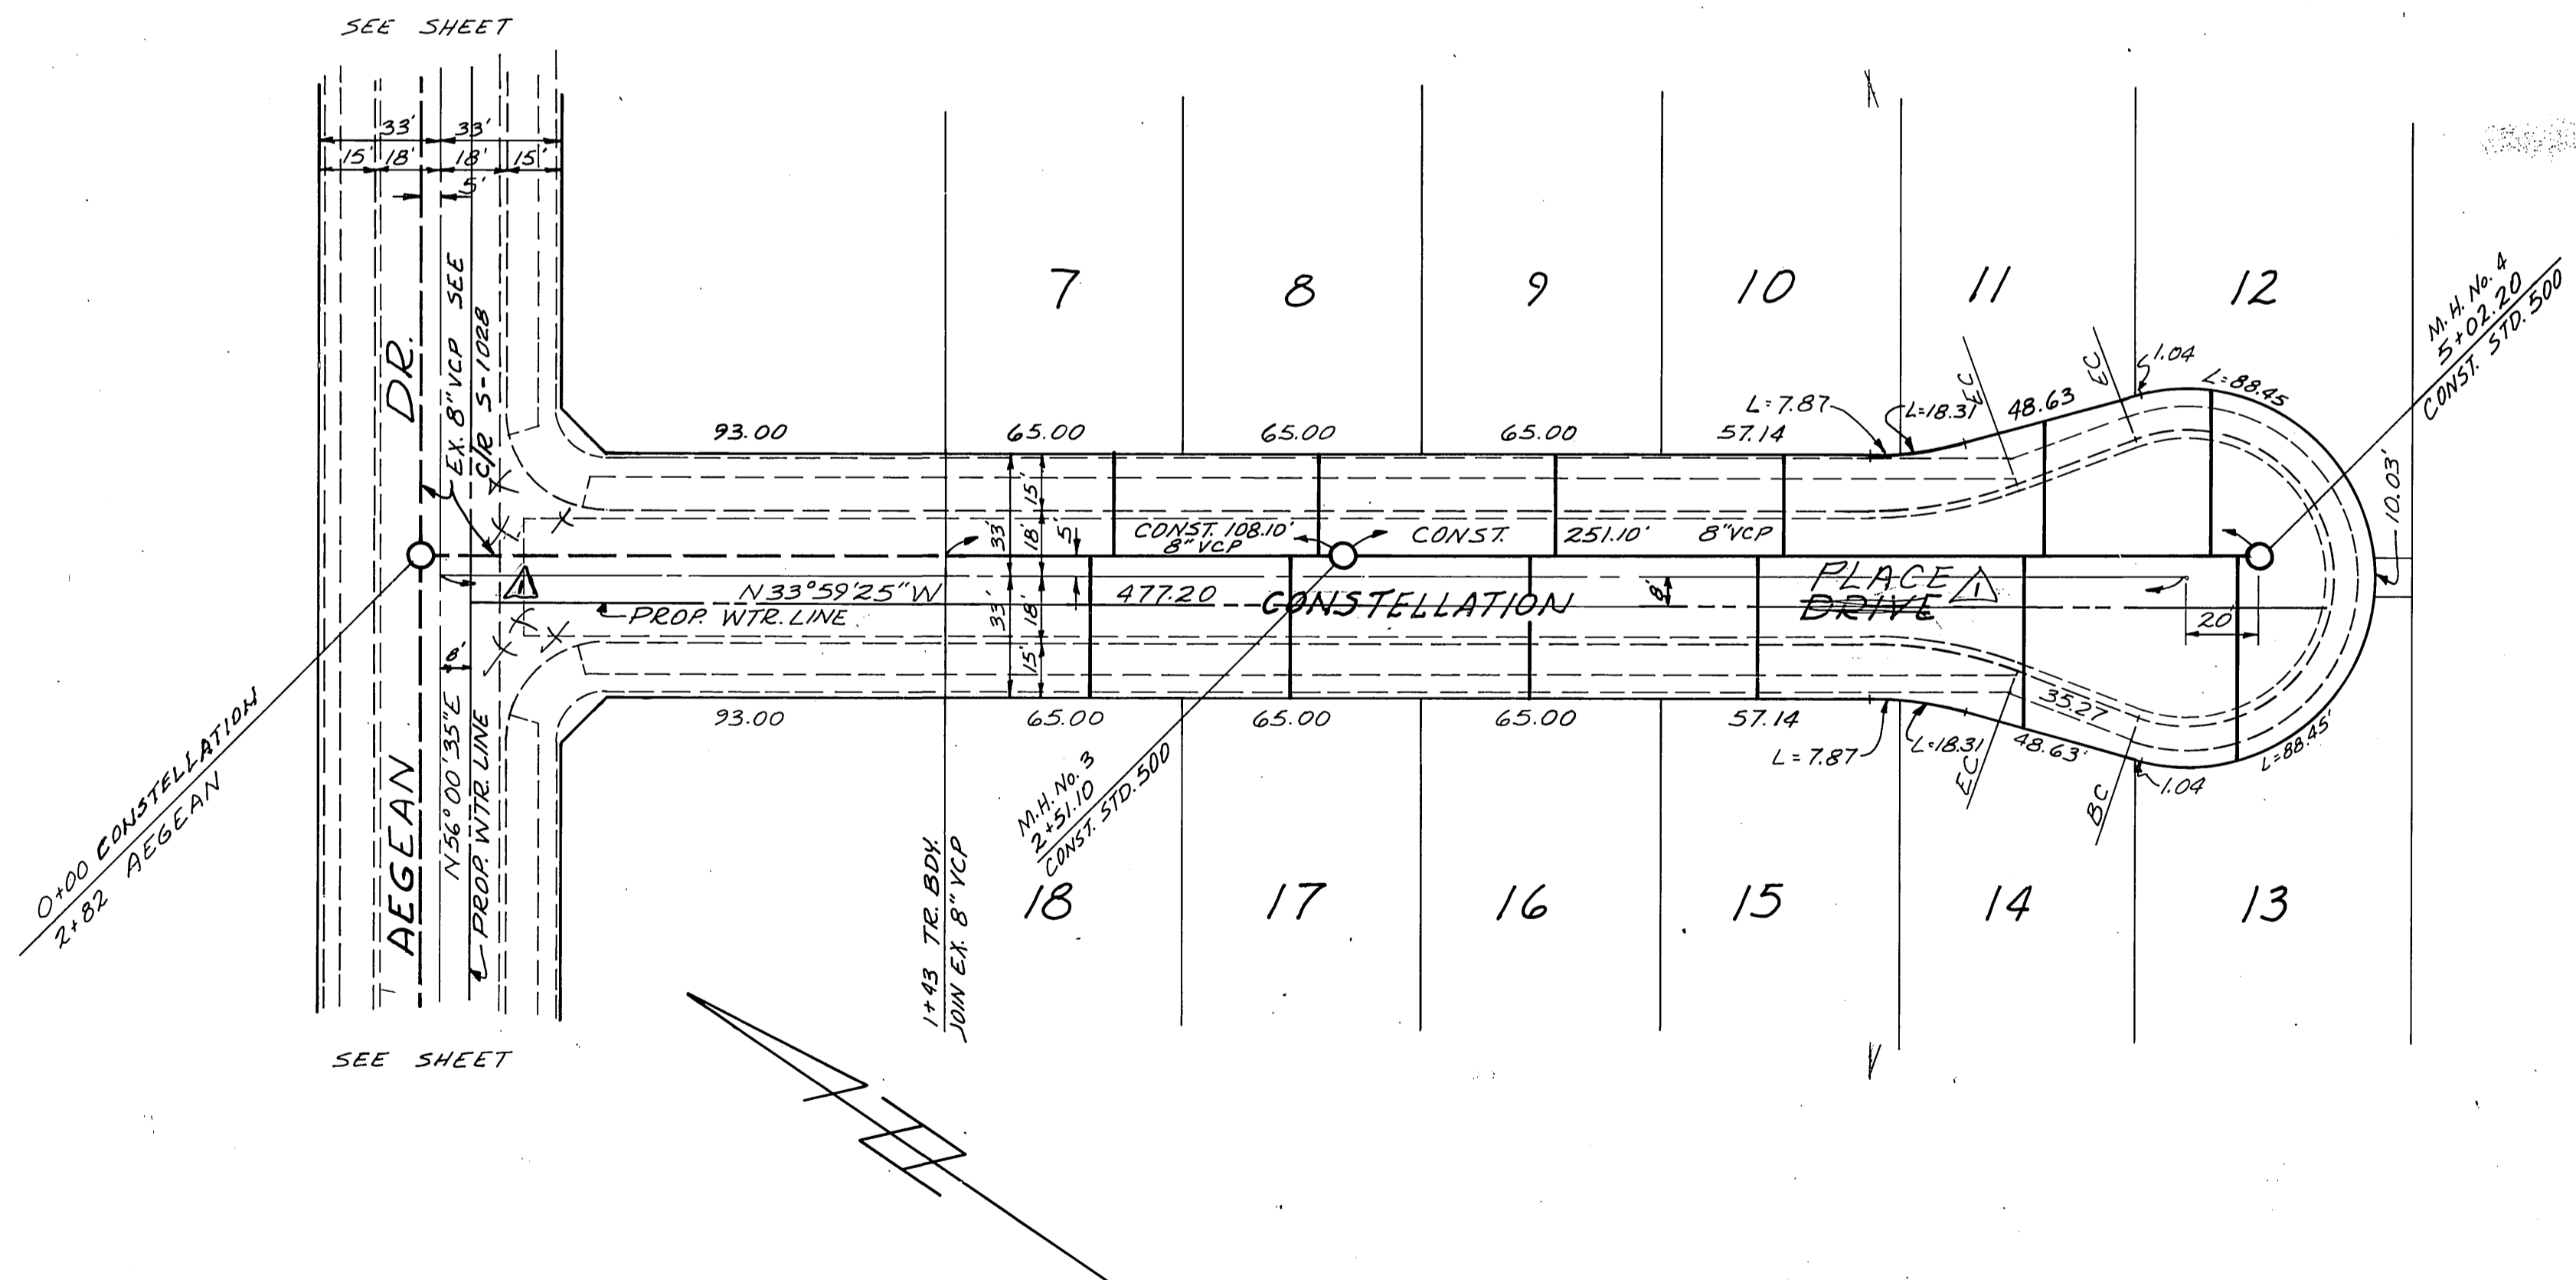 SEE SHEET
33' 33'
15' 18' 18' 15'
5'
AEGEAN DR.
EX. 8" VCP SEE
C/R S-1028
N56°00'35"E
8'
PROP. WTR. LINE
0+00 CONSTELLATION
2+82 AEGEAN
SEE SHEET
7
8
9
10
11
12
93.00
65.00
65.00
65.00
57.14
L=7.87
L=18.31
EC
48.63
EC
1.04
L=88.45
10.03'
M.H. No. 4
5+02.20
CONST. STD. 500
33'
15'
18'
5'
CONST. 108.10'
8" VCP
CONST. 251.10' 8" VCP
N33°59'25"W
477.20
PROP. WTR. LINE
CONSTELLATION
PLACE
1
DRIVE
1
8'
20'
33'
18'
15'
93.00
65.00
65.00
65.00
57.14
L=7.87
L=18.31
EC
48.63'
35.27
BC
1.04
L=88.45'
M.H. No. 3
2+51.10
CONST. STD. 500
1+43 TR. BDY.
JOIN EX. 8" VCP
18
17
16
15
14
13